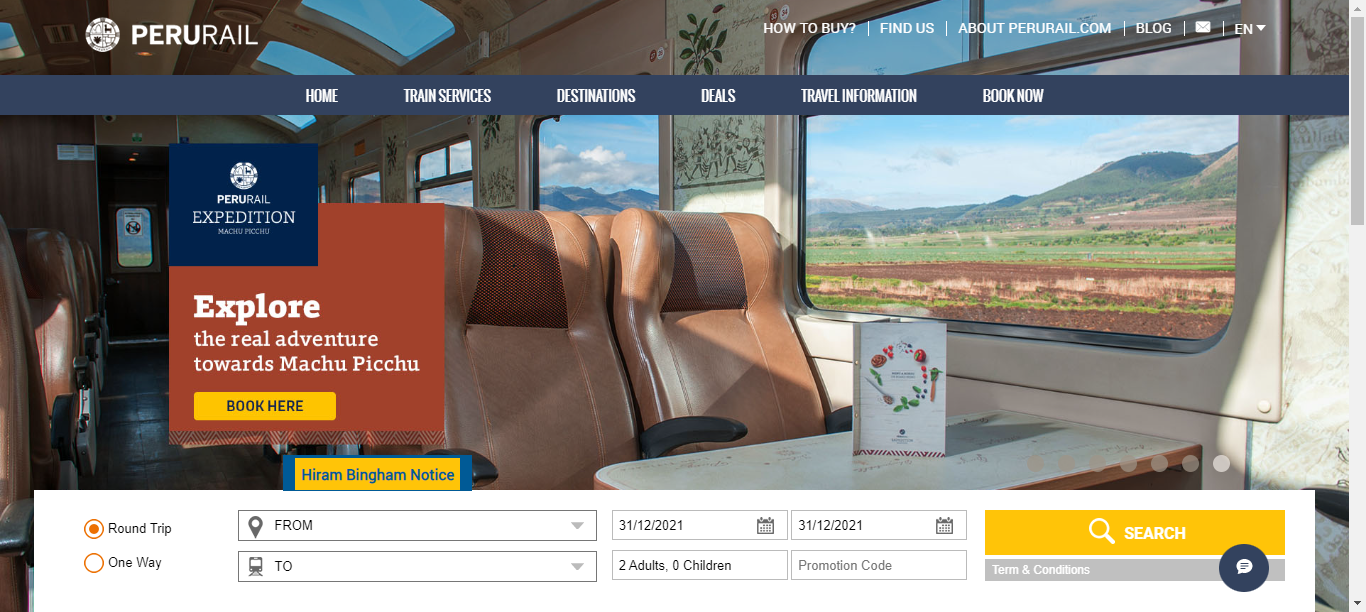 PERURAIL
HOW TO BUY?
FIND US
ABOUT PERURAIL.COM
BLOG
EN
HOME
TRAIN SERVICES
DESTINATIONS
DEALS
TRAVEL INFORMATION
BOOK NOW
PERURAIL
EXPEDITION
MACHU PICCHU
Explore
the real adventure
towards Machu Picchu
BOOK HERE
Hiram Bingham Notice
Round Trip
FROM
31/12/2021
31/12/2021
SEARCH
One Way
TO
2 Adults, 0 Children
Promotion Code
Term & Conditions